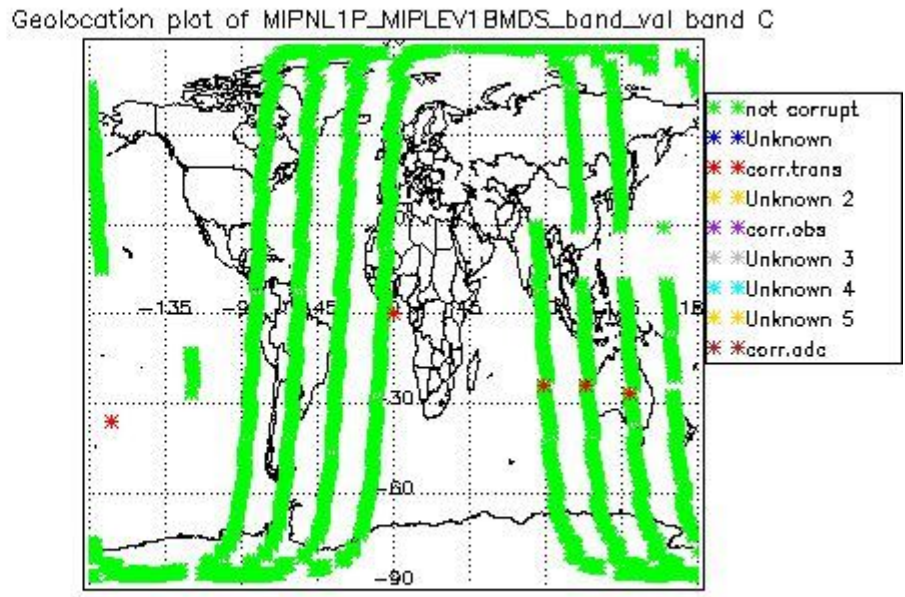 Geolocation plot of MIPNL1P_MIPLEV1BMDS_band_val band C
not corrupt
Unknown
corr.trans
Unknown 2
corr.obs
Unknown 3
Unknown 4
Unknown 5
corr.adc
-135
-30
-60
-90